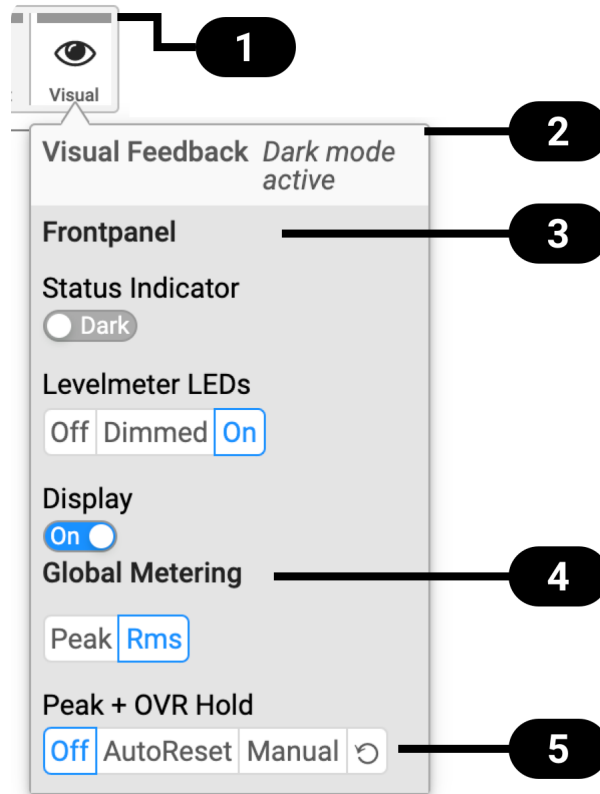 1
Visual
2
Visual Feedback Dark mode
active
Frontpanel
3
Status Indicator
Dark
Levelmeter LEDs
Off Dimmed On
Display
On
Global Metering
4
Peak Rms
Peak + OVR Hold
Off AutoReset Manual
5